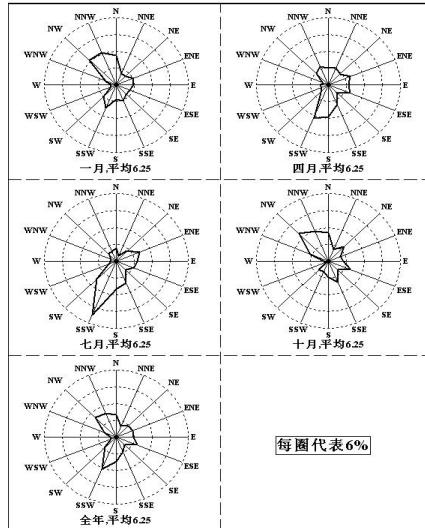 N
NNW NNE
NW NE
WNW ENE
W E
WSW ESE
SW SE
SSW SSE
S
一月,平均6.25
N
NNW NNE
NW NE
WNW ENE
W E
WSW ESE
SW SE
SSW SSE
S
四月,平均6.25
N
NNW NNE
NW NE
WNW ENE
W E
WSW ESE
SW SE
SSW SSE
S
七月,平均6.25
N
NNW NNE
NW NE
WNW ENE
W E
WSW ESE
SW SE
SSW SSE
S
十月,平均6.25
N
NNW NNE
NW NE
WNW ENE
W E
WSW ESE
SW SE
SSW SSE
S
全年,平均6.25
每圈代表6%